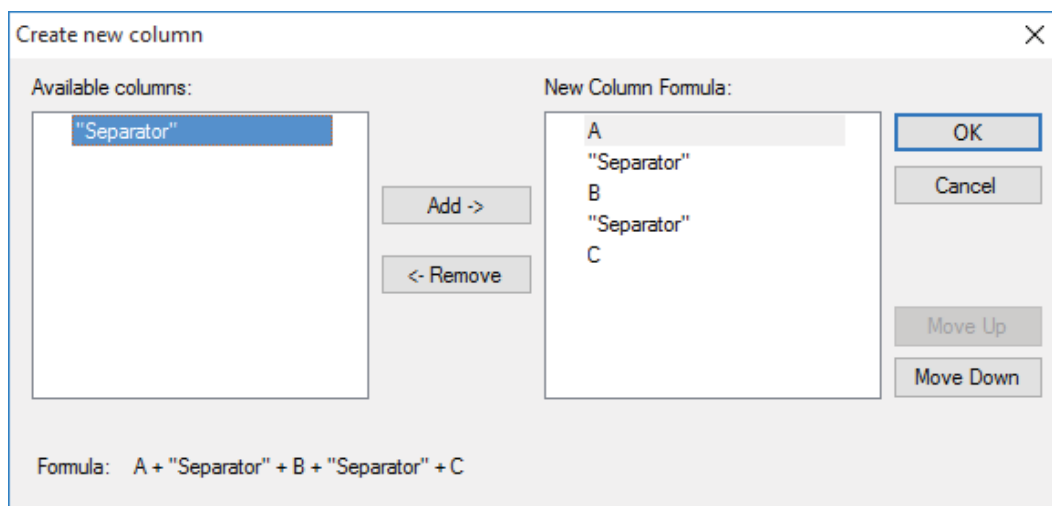 Create new column
Available columns:
"Separator"
Add ->
<- Remove
New Column Formula:
A
"Separator"
B
"Separator"
C
OK
Cancel
Move Up
Move Down
Formula: A + "Separator" + B + "Separator" + C